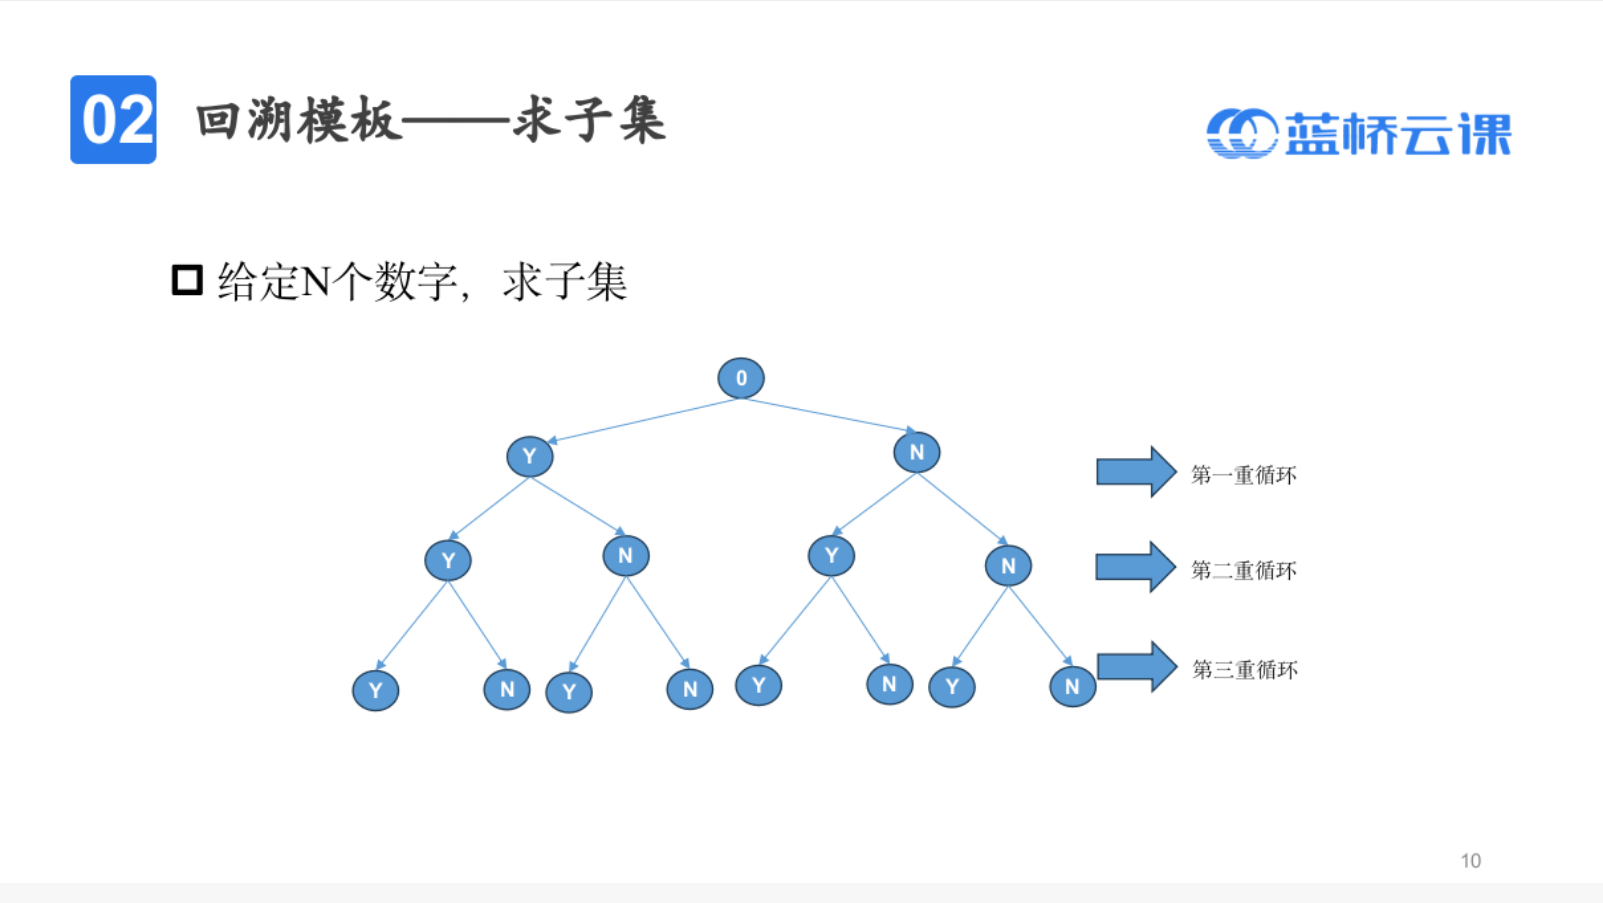 02 回溯模板——求子集
蓝桥云课
给定N个数字，求子集
0
Y N
第一重循环
Y N Y N
第二重循环
Y N Y N Y N Y N
第三重循环
10